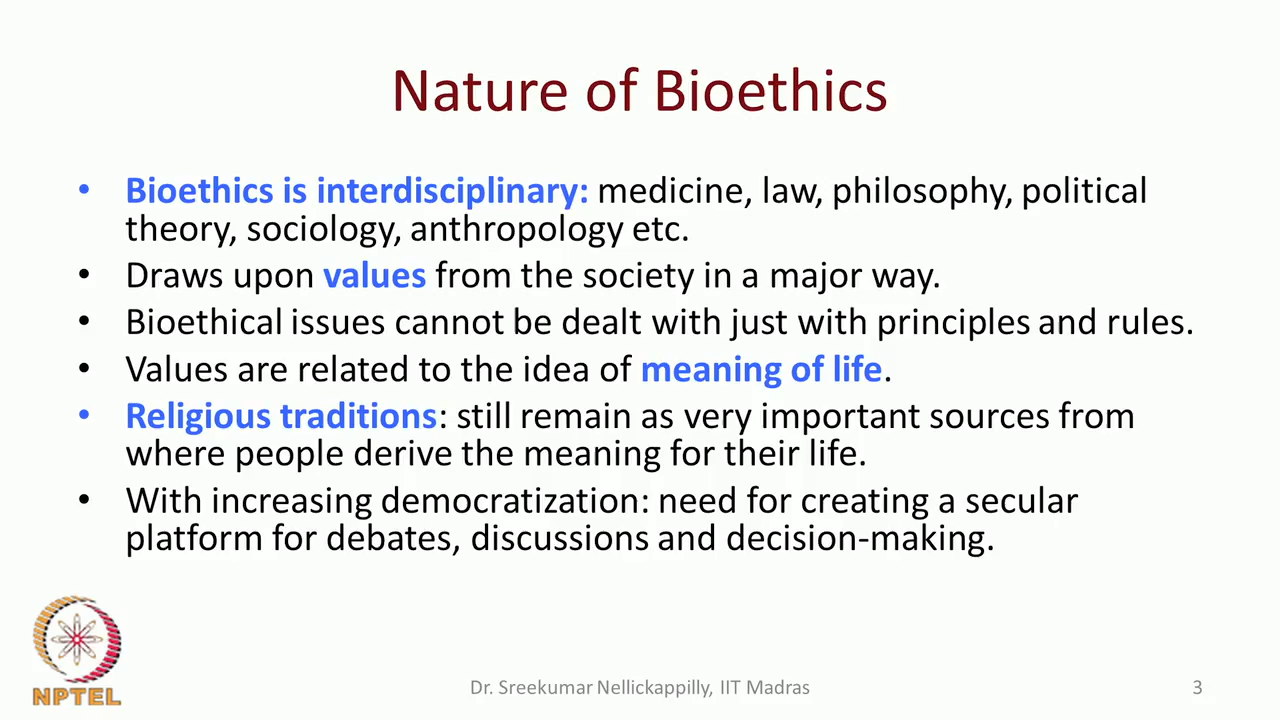 Nature of Bioethics
• Bioethics is interdisciplinary: medicine, law, philosophy, political
theory, sociology, anthropology etc.
• Draws upon values from the society in a major way.
• Bioethical issues cannot be dealt with just with principles and rules.
• Values are related to the idea of meaning of life.
• Religious traditions: still remain as very important sources from
where people derive the meaning for their life.
• With increasing democratization: need for creating a secular
platform for debates, discussions and decision-making.
NPTEL
Dr. Sreekumar Nellickappilly, IIT Madras
3